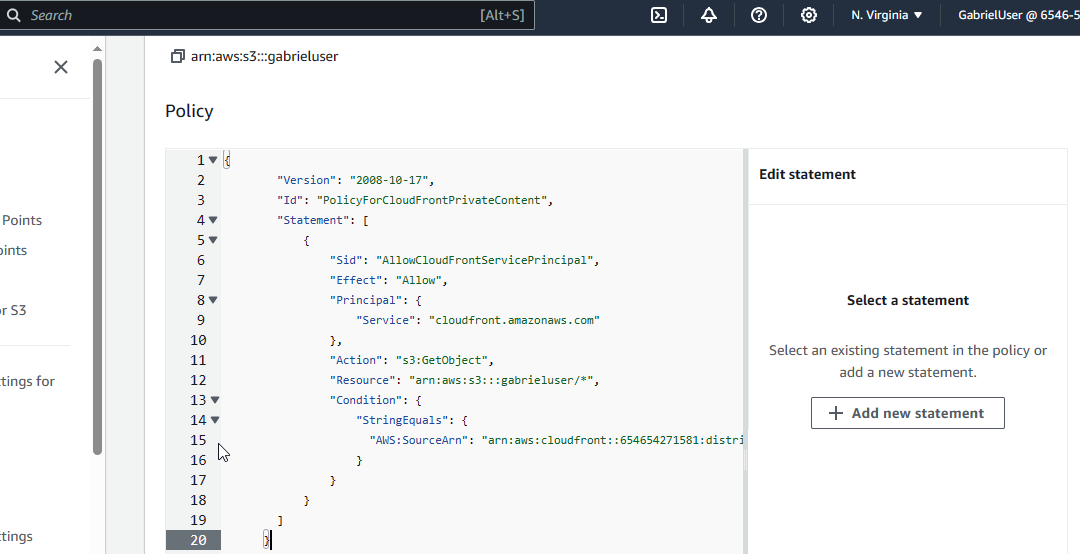 Search [Alt+S] N. Virginia GabrielUser @ 6546-5
arn:aws:s3:::gabrieluser
Policy
Points
oints
or S3
ttings for
ttings
1 {
2 "Version": "2008-10-17",
3 "Id": "PolicyForCloudFrontPrivateContent",
4 "Statement": [
5 {
6 "Sid": "AllowCloudFrontServicePrincipal",
7 "Effect": "Allow",
8 "Principal": {
9 "Service": "cloudfront.amazonaws.com"
10 },
11 "Action": "s3:GetObject",
12 "Resource": "arn:aws:s3:::gabrieluser/*",
13 "Condition": {
14 "StringEquals": {
15 "AWS:SourceArn": "arn:aws:cloudfront::654654271581:distri
16 }
17 }
18 }
19 ]
20 }
Edit statement
Select a statement
Select an existing statement in the policy or
add a new statement.
Add new statement